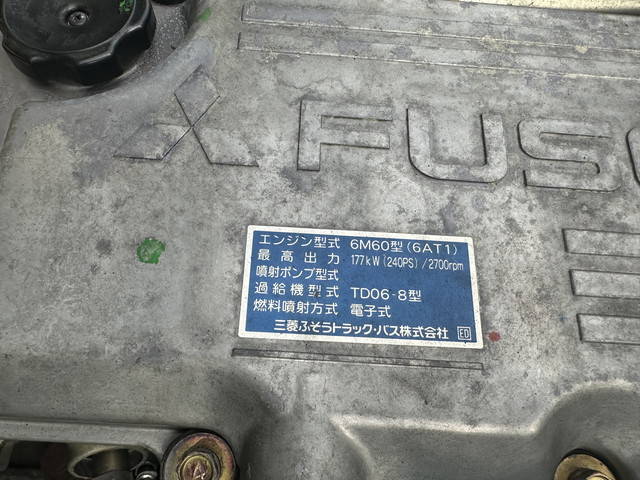 FUSO
エンジン型式 6M60型(6AT1)
最高出力 177kW(240PS)/2700rpm
噴射ポンプ型式
過給機型式 TD06-8型
燃料噴射方式 電子式
三菱ふそうトラック・バス株式会社 ED